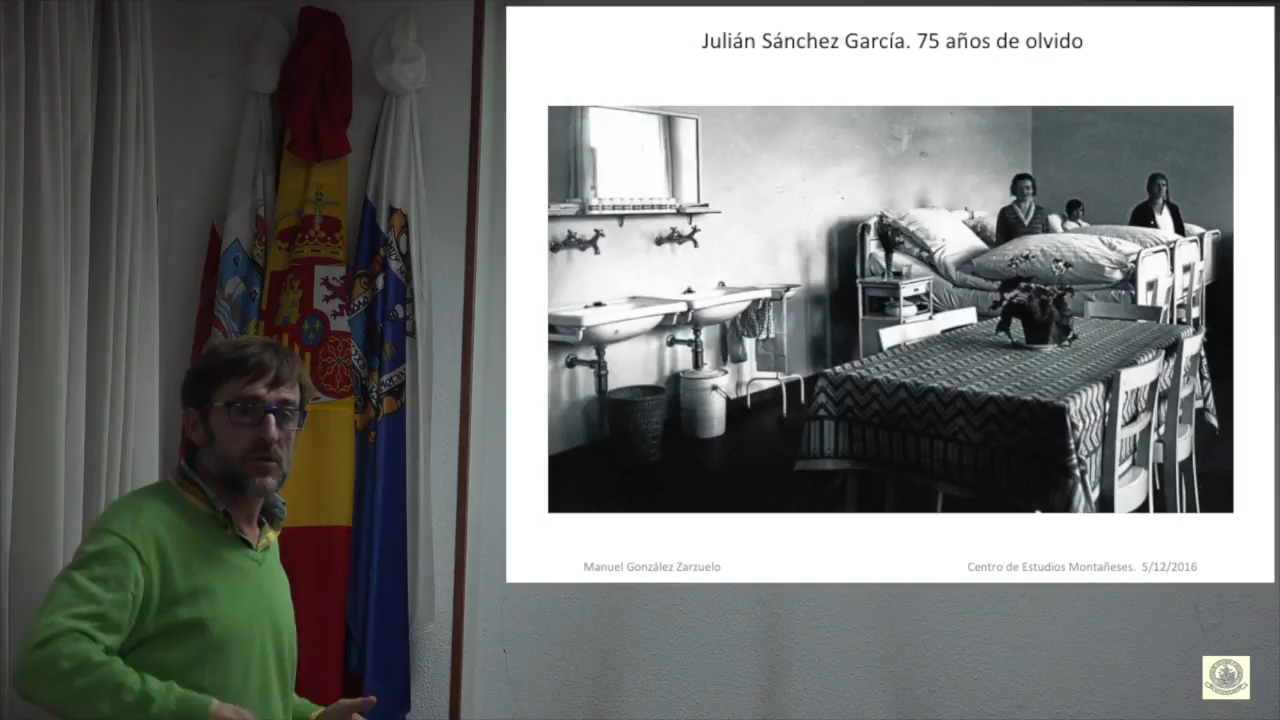 Julián Sánchez García. 75 años de olvido
Manuel González Zarzuelo
Centro de Estudios Montañeses.  5/12/2016